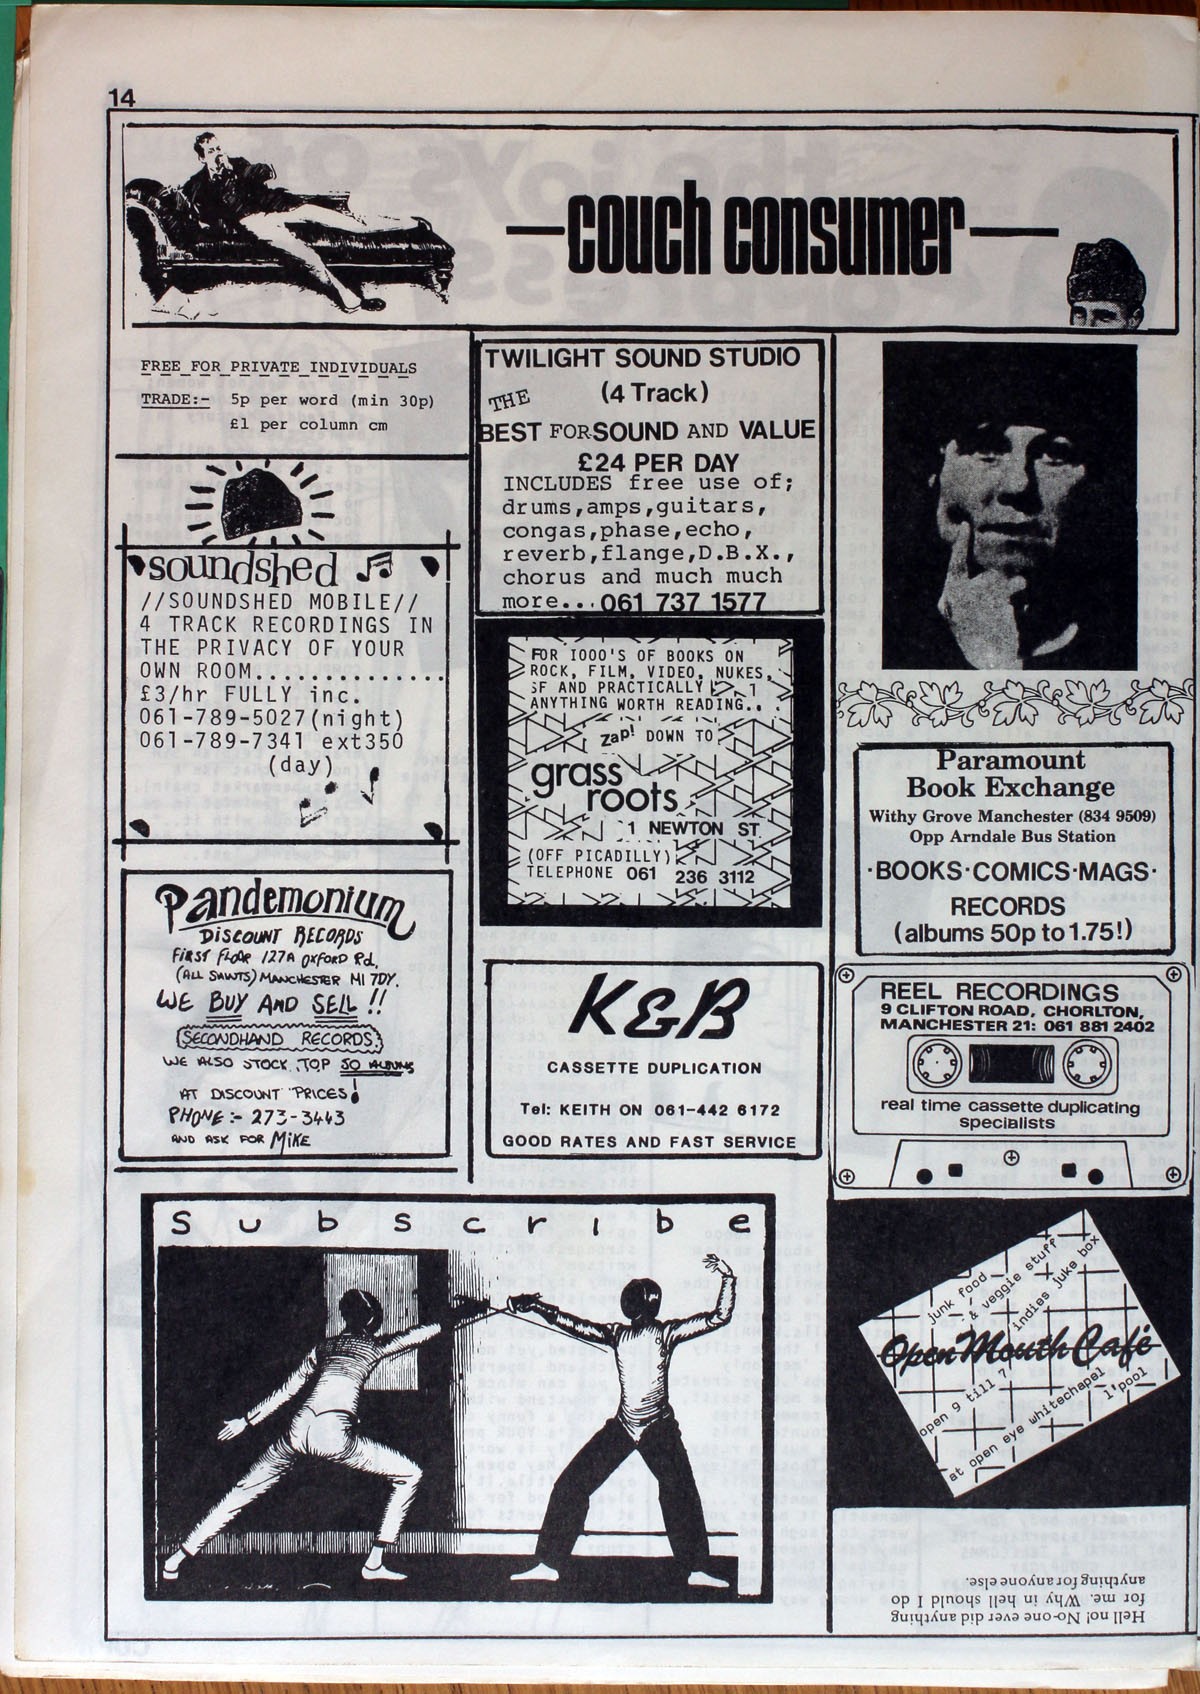 14
couch consumer
FREE FOR PRIVATE INDIVIDUALS
TRADE:- 5p per word (min 30p)
£1 per column cm
soundshed
//SOUNDSHED MOBILE//
4 TRACK RECORDINGS IN
THE PRIVACY OF YOUR
OWN ROOM...............
£3/hr FULLY inc.
061-789-5027(night)
061-789-7341 ext350
(day)
Pandemonium
DISCOUNT RECORDS
FIRST FLOOR 127A OXFORD Rd.
(ALL SAINTS) MANCHESTER M1 7DY.
WE BUY AND SELL !!
SECONDHAND RECORDS.
WE ALSO STOCK TOP 50 ALBUMS
AT DISCOUNT PRICES!
PHONE:- 273-3443
AND ASK FOR MIKE
TWILIGHT SOUND STUDIO
(4 Track)
THE
BEST FOR SOUND AND VALUE
£24 PER DAY
INCLUDES free use of;
drums,amps,guitars,
congas,phase,echo,
reverb,flange,D.B.X.,
chorus and much much
more... 061 737 1577
FOR 1000'S OF BOOKS ON
ROCK, FILM, VIDEO, NUKES,
SF AND PRACTICALLY
ANYTHING WORTH READING..
Zap! DOWN TO
grass
roots
1 NEWTON ST
(OFF PICADILLY)
TELEPHONE 061 236 3112
K&B
CASSETTE DUPLICATION
Tel: KEITH ON 061-442 6172
GOOD RATES AND FAST SERVICE
Paramount
Book Exchange
Withy Grove Manchester (834 9509)
Opp Arndale Bus Station
·BOOKS·COMICS·MAGS·
RECORDS
(albums 50p to 1.75!)
REEL RECORDINGS
9 CLIFTON ROAD, CHORLTON,
MANCHESTER 21: 061 881 2402
real time cassette duplicating
specialists
Subscribe
junk food
& veggie stuff
indies juke box
Open Mouth Café
open 9 till 7
at open eye whitechapel
l'pool
Hell no! No-one ever did anything
for me. Why in hell should I do
anything for anyone else.